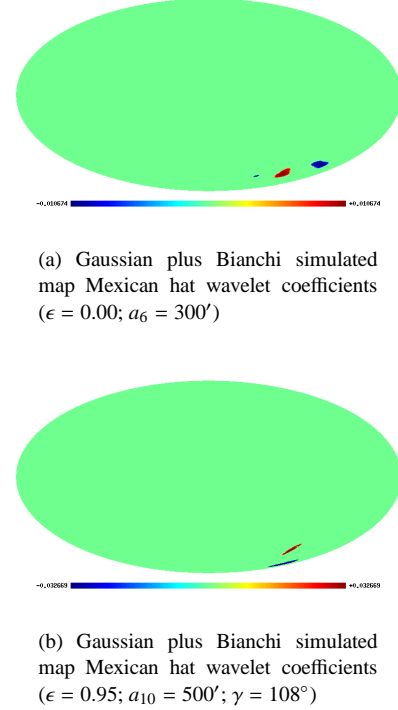 -0.010674 +0.010674
(a) Gaussian plus Bianchi simulated
map Mexican hat wavelet coefficients
(ϵ = 0.00; a₆ = 300′)
-0.032669 +0.032669
(b) Gaussian plus Bianchi simulated
map Mexican hat wavelet coefficients
(ϵ = 0.95; a₁₀ = 500′; γ = 108°)